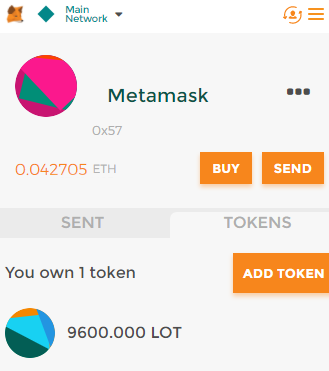 Main
Network
Metamask
0x57
0.042705 ETH
BUY
SEND
SENT
TOKENS
You own 1 token
ADD TOKEN
9600.000 LOT